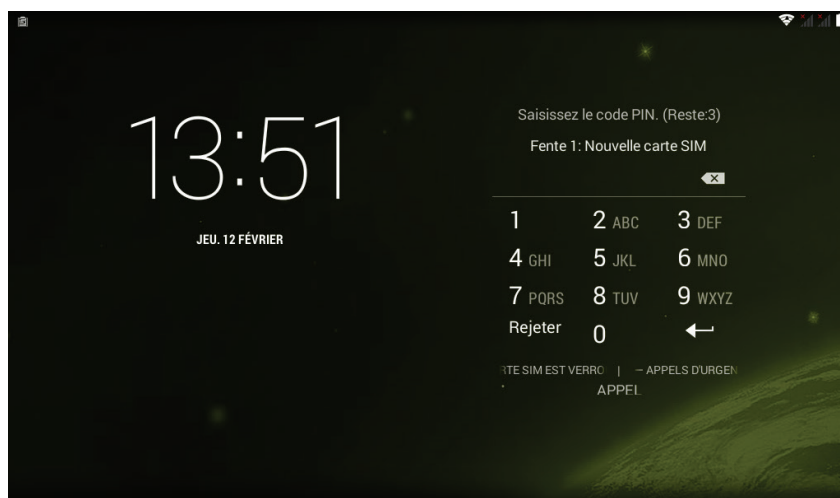 13:51
JEU. 12 FÉVRIER
Saisissez le code PIN. (Reste:3)
Fente 1: Nouvelle carte SIM
1 2 ABC 3 DEF
4 GHI 5 JKL 6 MNO
7 PQRS 8 TUV 9 WXYZ
Rejeter 0
RTE SIM EST VERRO | – APPELS D'URGEN
APPEL